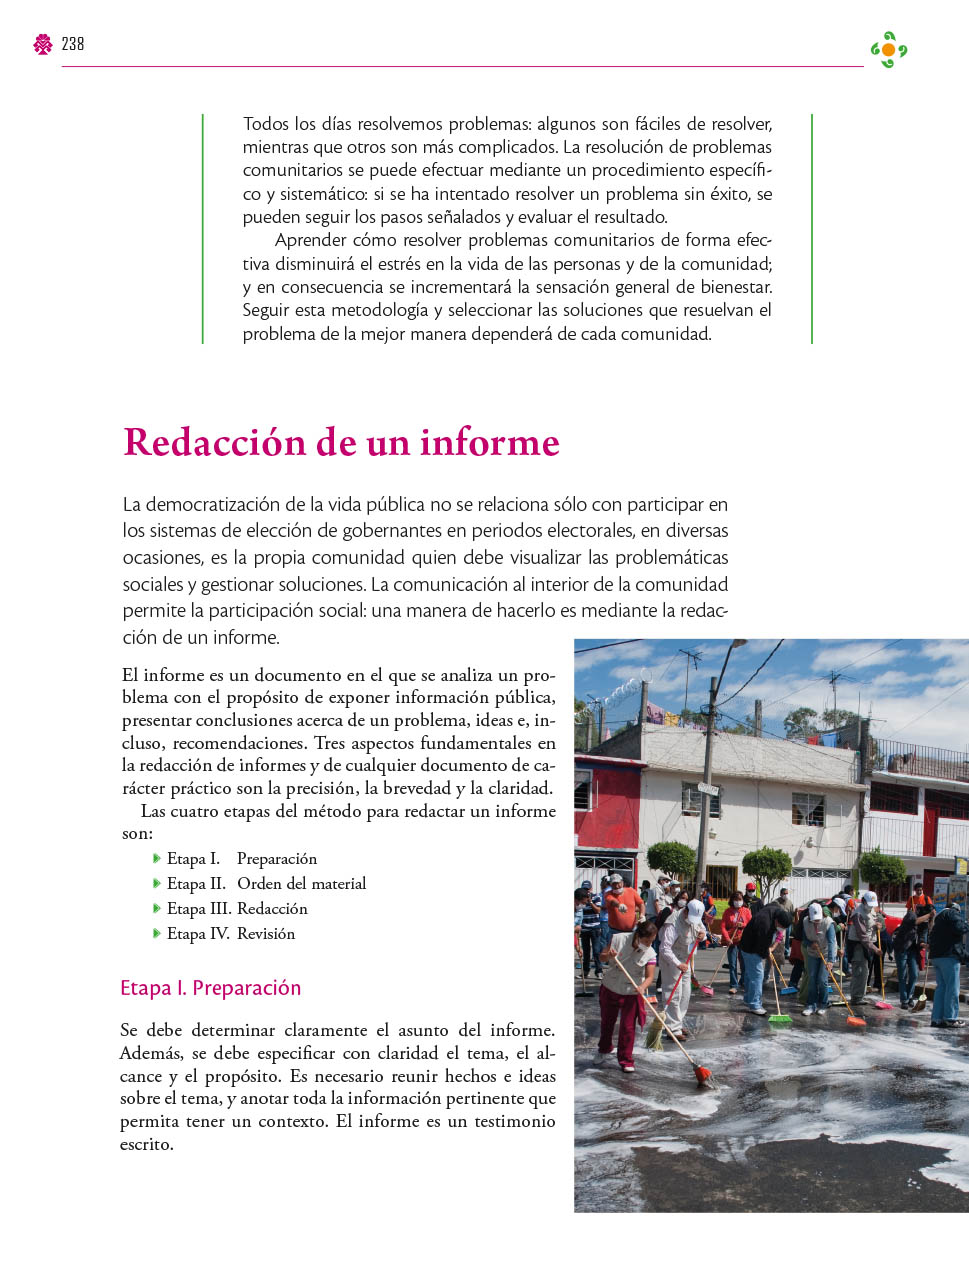 238
Todos los días resolvemos problemas: algunos son fáciles de resolver,
mientras que otros son más complicados. La resolución de problemas
comunitarios se puede efectuar mediante un procedimiento específi-
co y sistemático: si se ha intentado resolver un problema sin éxito, se
pueden seguir los pasos señalados y evaluar el resultado.
Aprender cómo resolver problemas comunitarios de forma efec-
tiva disminuirá el estrés en la vida de las personas y de la comunidad;
y en consecuencia se incrementará la sensación general de bienestar.
Seguir esta metodología y seleccionar las soluciones que resuelvan el
problema de la mejor manera dependerá de cada comunidad.
Redacción de un informe
La democratización de la vida pública no se relaciona sólo con participar en
los sistemas de elección de gobernantes en periodos electorales, en diversas
ocasiones, es la propia comunidad quien debe visualizar las problemáticas
sociales y gestionar soluciones. La comunicación al interior de la comunidad
permite la participación social: una manera de hacerlo es mediante la redac-
ción de un informe.
El informe es un documento en el que se analiza un pro-
blema con el propósito de exponer información pública,
presentar conclusiones acerca de un problema, ideas e, in-
cluso, recomendaciones. Tres aspectos fundamentales en
la redacción de informes y de cualquier documento de ca-
rácter práctico son la precisión, la brevedad y la claridad.
Las cuatro etapas del método para redactar un informe
son:
Etapa I. Preparación
Etapa II. Orden del material
Etapa III. Redacción
Etapa IV. Revisión
Etapa I. Preparación
Se debe determinar claramente el asunto del informe.
Además, se debe especificar con claridad el tema, el al-
cance y el propósito. Es necesario reunir hechos e ideas
sobre el tema, y anotar toda la información pertinente que
permita tener un contexto. El informe es un testimonio
escrito.